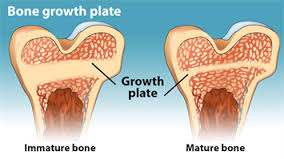 Bone growth plate
Growth
plate
Immature bone
Mature bone